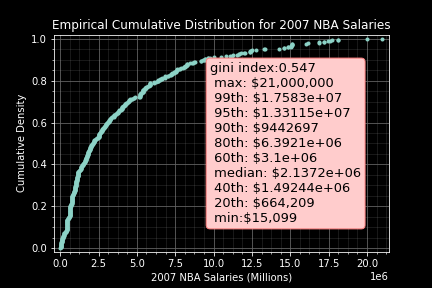 Empirical Cumulative Distribution for 2007 NBA Salaries
1.0
0.8
0.6
0.4
0.2
0.0
Cumulative Density
gini index:0.547
max: $21,000,000
99th: $1.7583e+07
95th: $1.33115e+07
90th: $9442697
80th: $6.3921e+06
60th: $3.1e+06
median: $2.1372e+06
40th: $1.49244e+06
20th: $664,209
min:$15,099
0.0 2.5 5.0 7.5 10.0 12.5 15.0 17.5 20.0
1e6
2007 NBA Salaries (Millions)